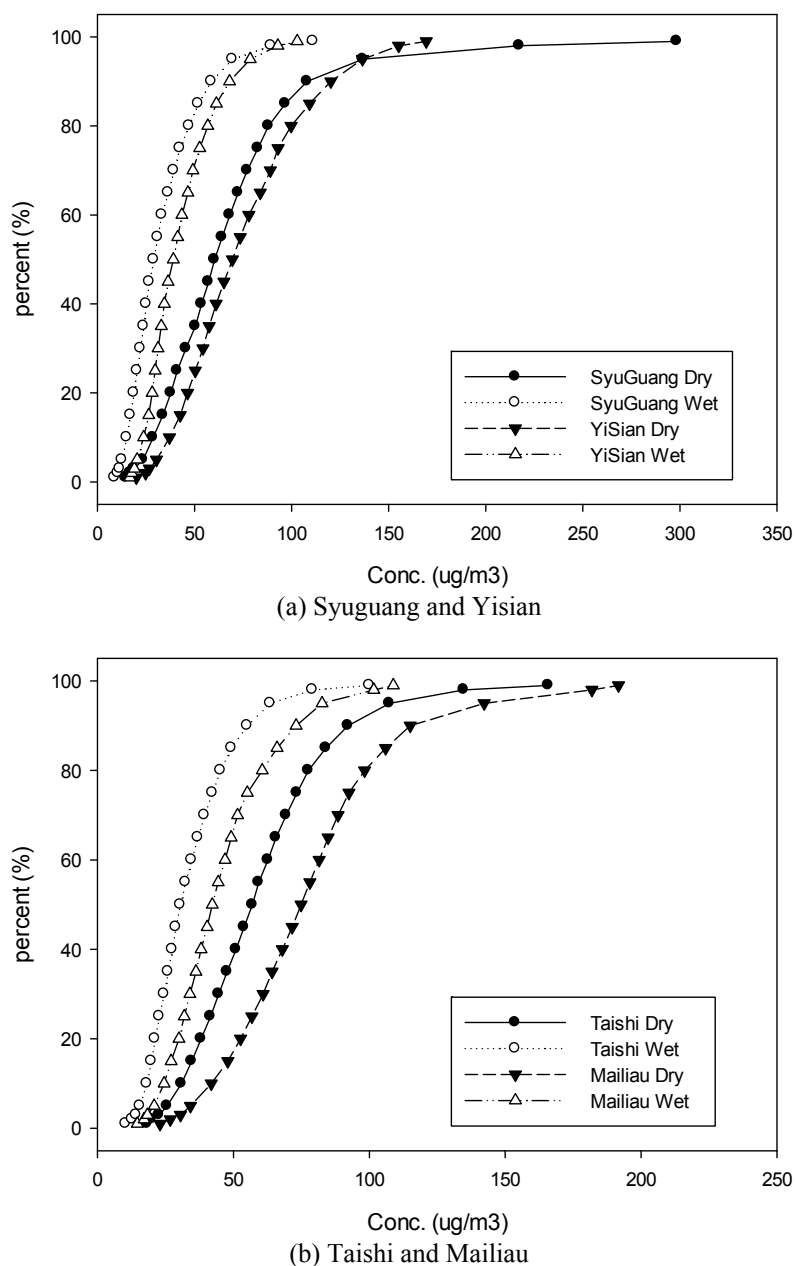 100
80
60
40
20
0
percent (%)
SyuGuang Dry
SyuGuang Wet
YiSian Dry
YiSian Wet
0 50 100 150 200 250 300 350
Conc. (ug/m3)
(a) Syuguang and Yisian
100
80
60
40
20
0
percent (%)
Taishi Dry
Taishi Wet
Mailiau Dry
Mailiau Wet
0 50 100 150 200 250
Conc. (ug/m3)
(b) Taishi and Mailiau